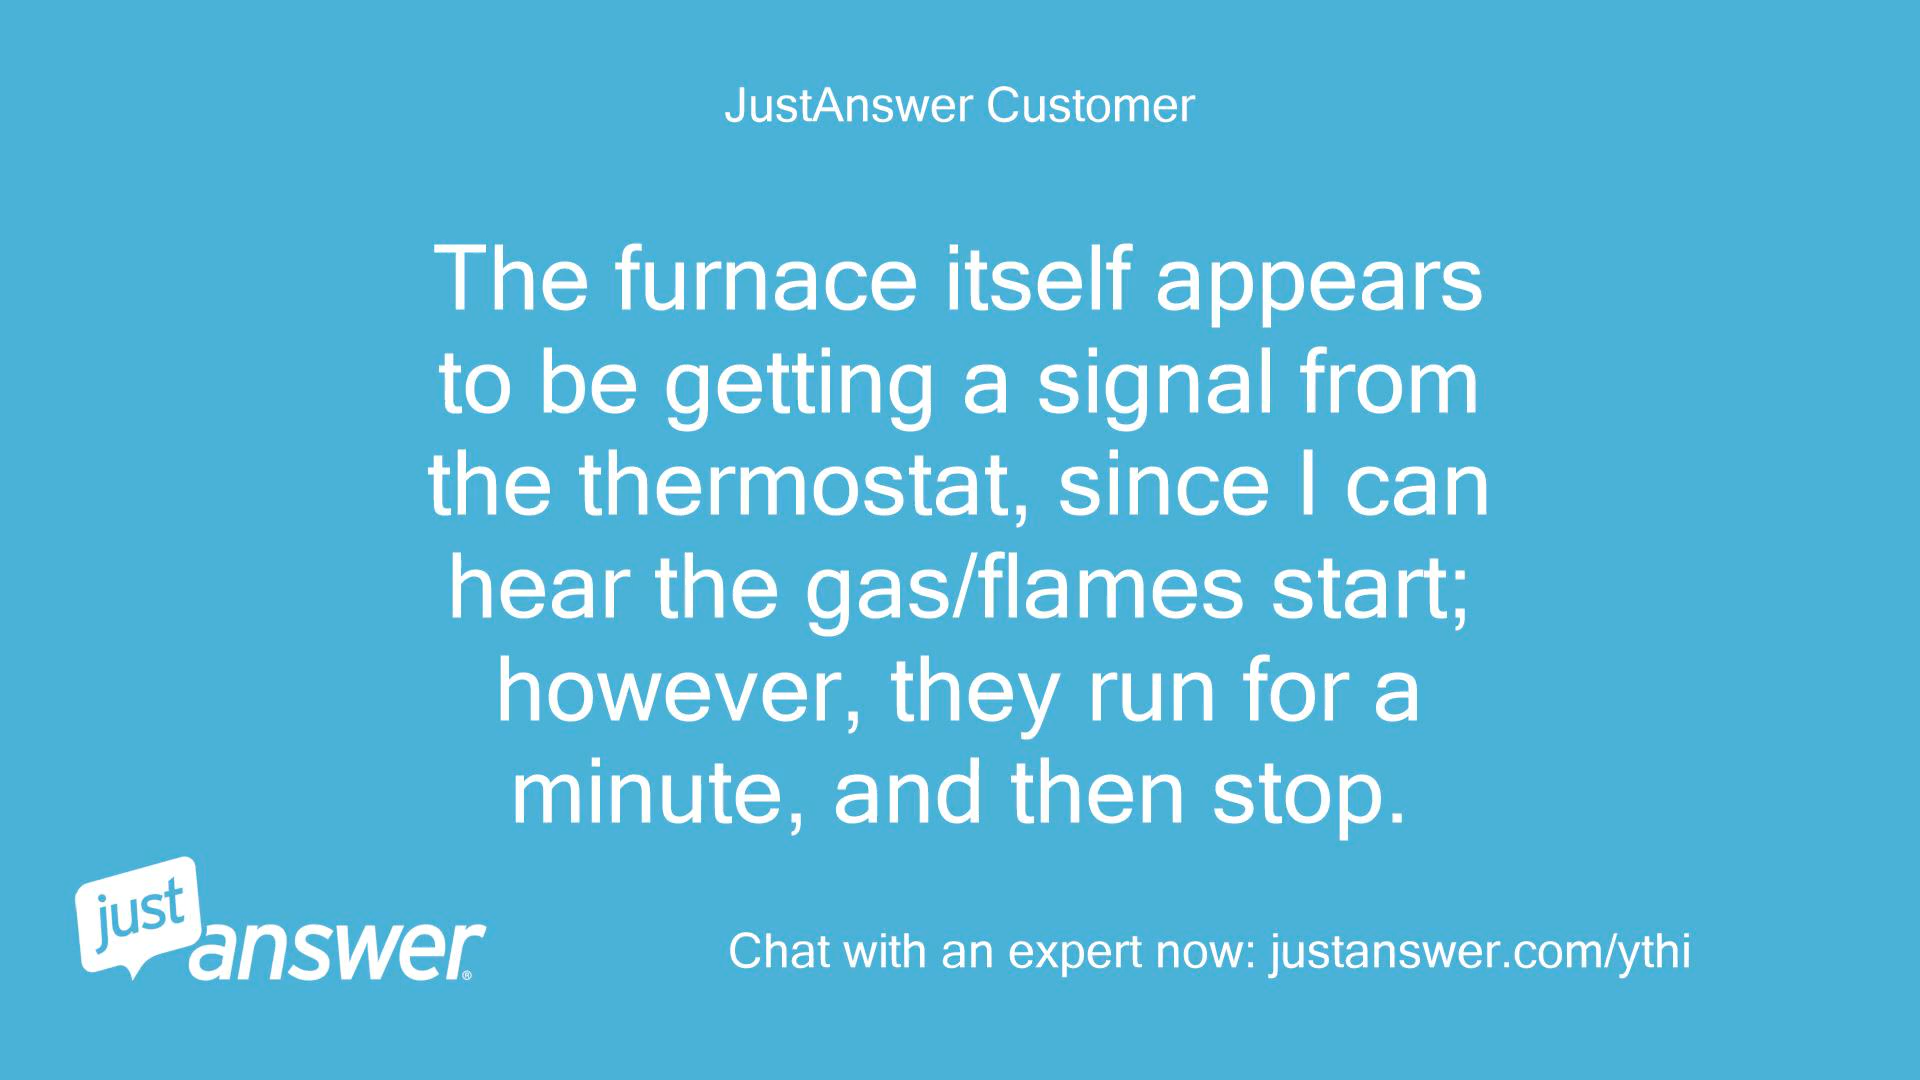 JustAnswer Customer
The furnace itself appears
to be getting a signal from
the thermostat, since I can
hear the gas/flames start;
however, they run for a
minute, and then stop.
just
answer®
Chat with an expert now: justanswer.com/ythi